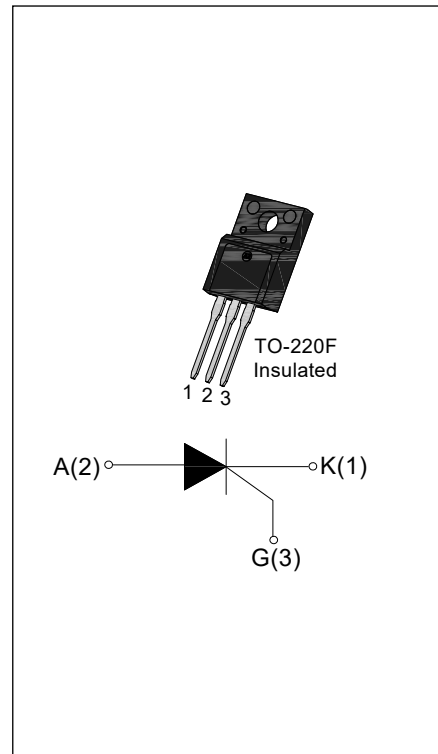 TO-220F
Insulated
1 2 3
A(2)
K(1)
G(3)